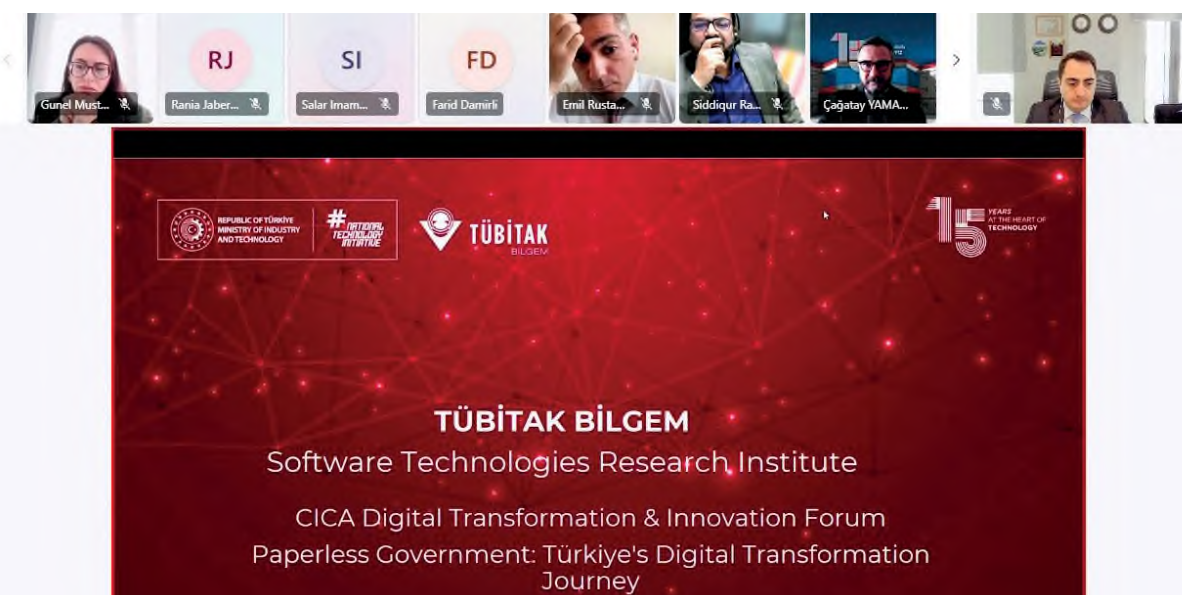 RJ
SI
FD
Gunel Must...
Rania Jaber...
Salar Imam...
Farid Damirli
Emil Rusta...
Siddiqur Ra...
Çağatay YAMA...
REPUBLIC OF TÜRKİYE
MINISTRY OF INDUSTRY
AND TECHNOLOGY
#NATIONAL
TECHNOLOGY
INITIATIVE
TÜBİTAK
BİLGEM
15
YEARS
AT THE HEART OF
TECHNOLOGY
TÜBİTAK BİLGEM
Software Technologies Research Institute
CICA Digital Transformation & Innovation Forum
Paperless Government: Türkiye's Digital Transformation
Journey